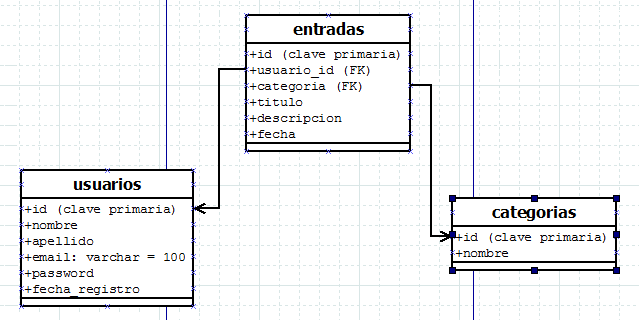 entradas
+id (clave primaria)
+usuario_id (FK)
+categoria (FK)
+titulo
+descripcion
+fecha
usuarios
+id (clave primaria)
+nombre
+apellido
+email: varchar = 100
+password
+fecha_registro
categorias
+id (clave primaria)
+nombre